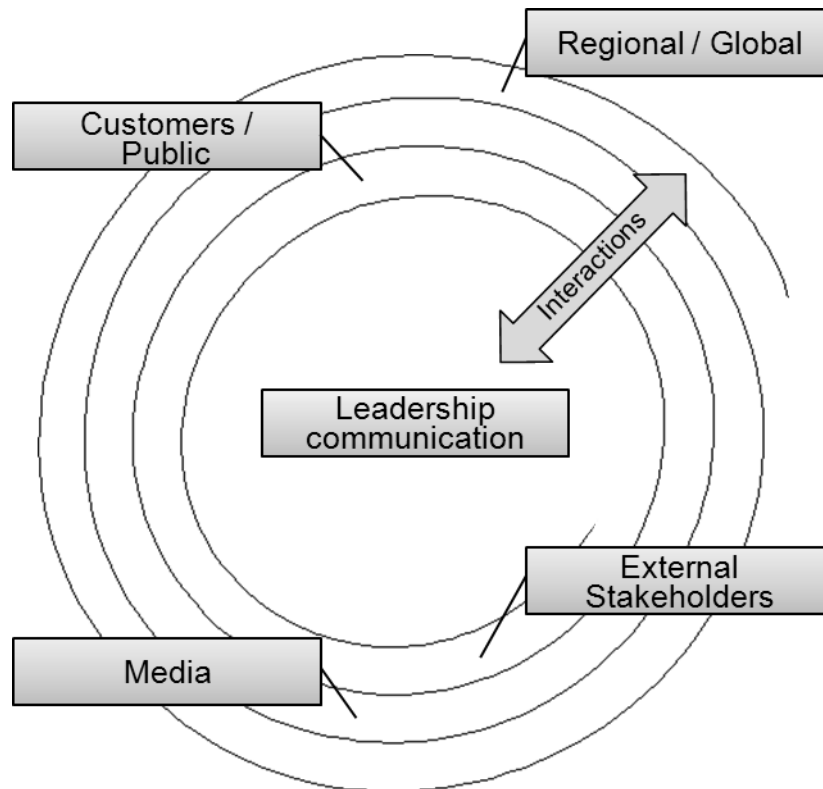 Regional / Global
Customers /
Public
Interactions
Leadership
communication
External
Stakeholders
Media